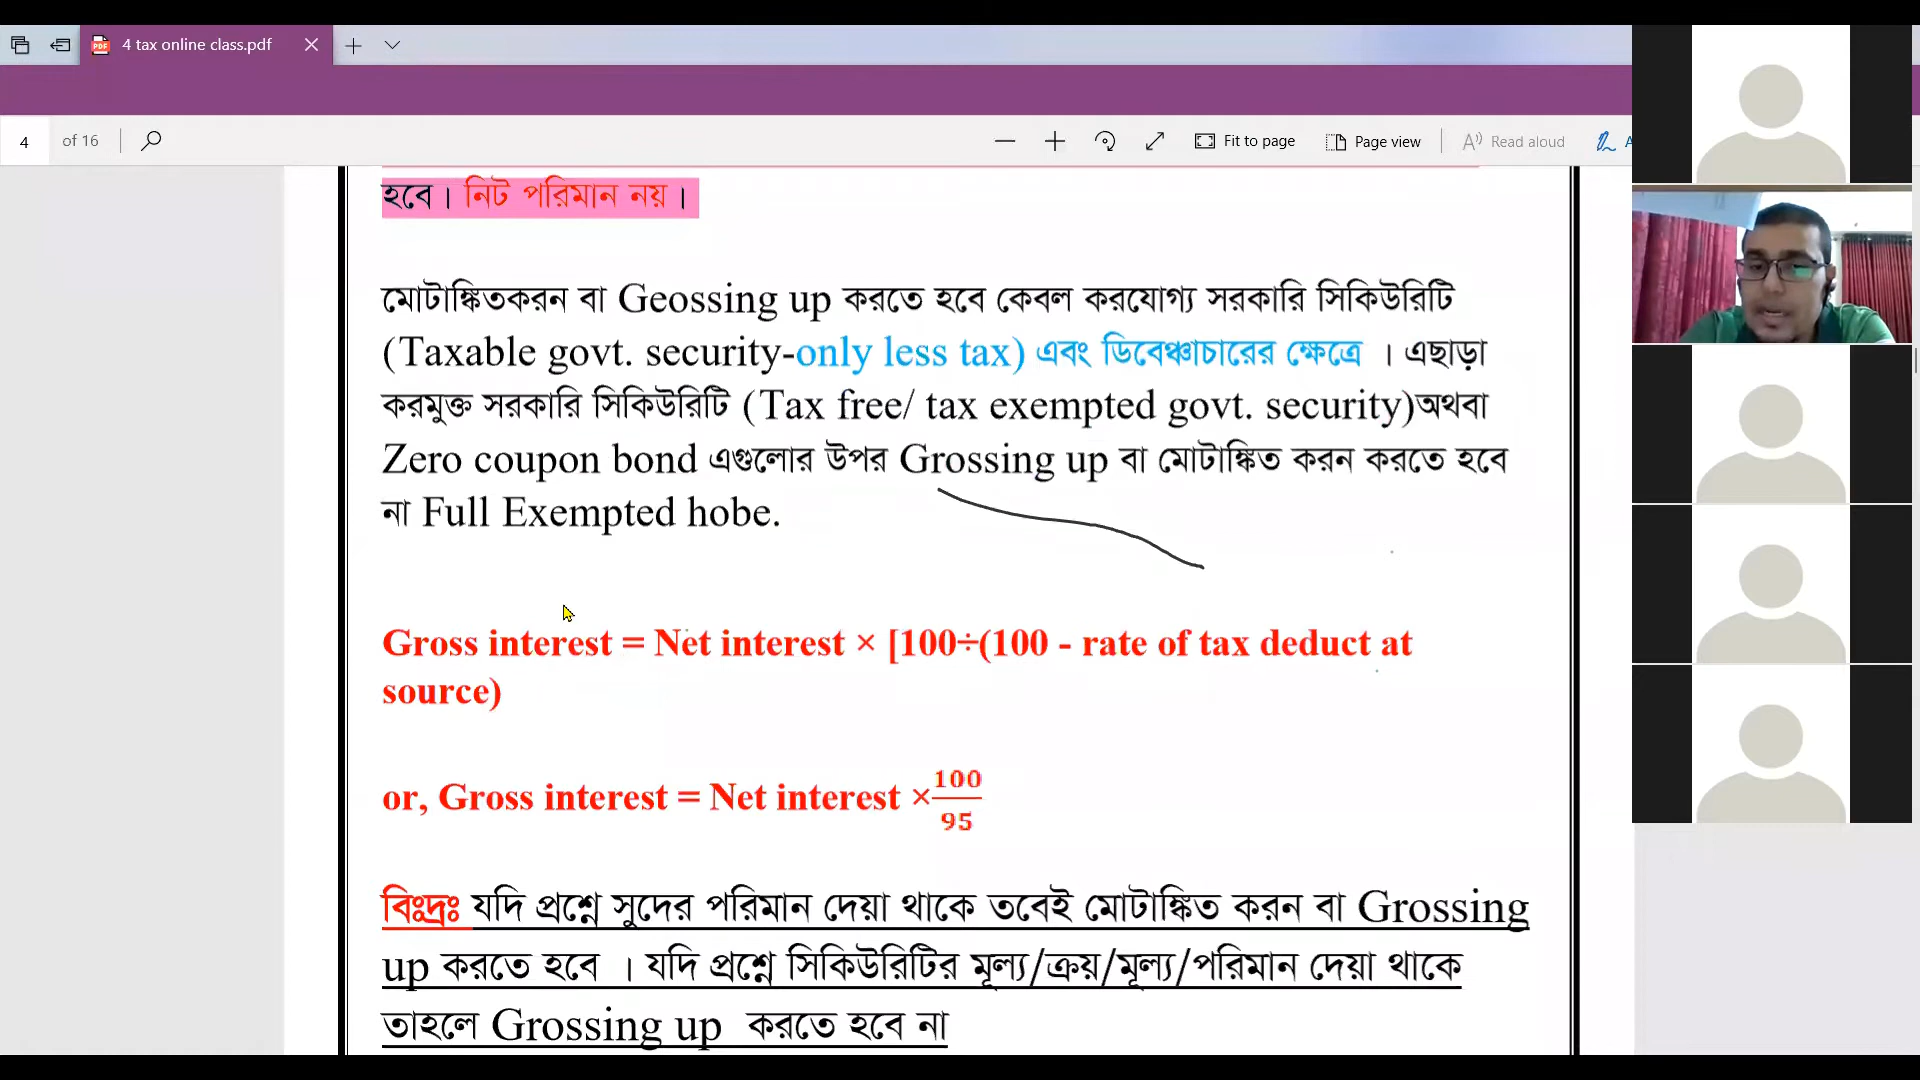 4 tax online class.pdf
4 of 16
Fit to page
Page view
Read aloud
হবে। নিট পরিমান নয়।
মোটাঙ্কিতকরন বা Geossing up করতে হবে কেবল করযোগ্য সরকারি সিকিউরিটি
(Taxable govt. security-only less tax) এবং ডিবেঞ্চাচারের ক্ষেত্রে । এছাড়া
করমুক্ত সরকারি সিকিউরিটি (Tax free/ tax exempted govt. security)অথবা
Zero coupon bond এগুলোর উপর Grossing up বা মোটাঙ্কিত করন করতে হবে
না Full Exempted hobe.
Gross interest = Net interest × [100÷(100 - rate of tax deduct at
source)
or, Gross interest = Net interest ×100/95
বিঃদ্রঃ যদি প্রশ্নে সুদের পরিমান দেয়া থাকে তবেই মোটাঙ্কিত করন বা Grossing
up করতে হবে । যদি প্রশ্নে সিকিউরিটির মূল্য/ক্রয়/মূল্য/পরিমান দেয়া থাকে
তাহলে Grossing up করতে হবে না